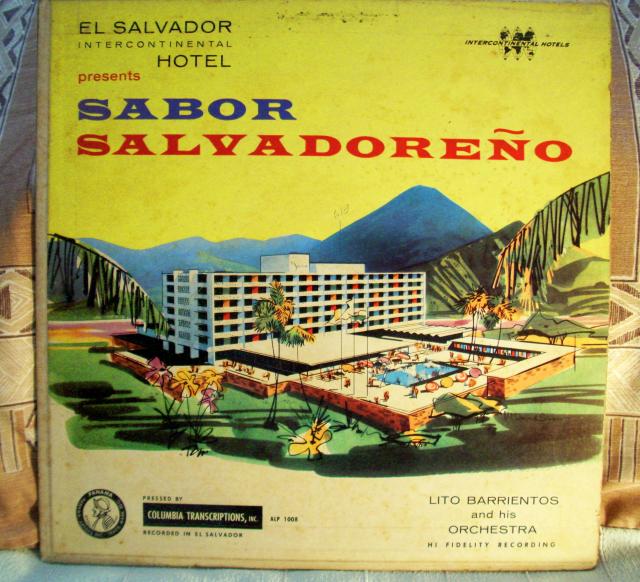 EL SALVADOR
INTERCONTINENTAL
HOTEL
presents
INTERCONTINENTAL HOTELS
SABOR
SALVADOREÑO
PANAMA
PRESSED BY
COLUMBIA TRANSCRIPTIONS, INC.
ALP 1008
RECORDED IN EL SALVADOR
LITO BARRIENTOS
and his
ORCHESTRA
HI FIDELITY RECORDING